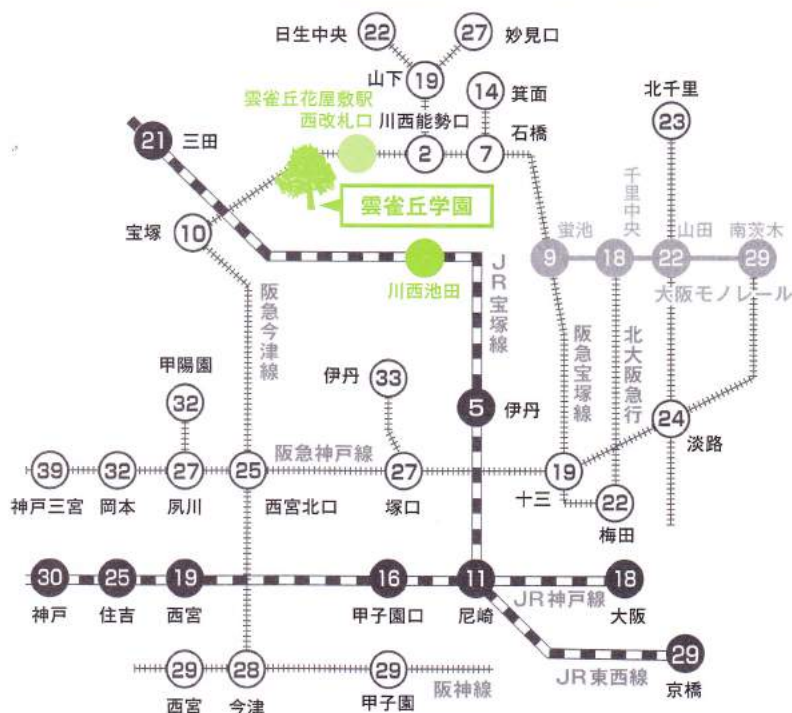 日生中央
22
27
妙見口
山下
19
雲雀丘花屋敷駅
西改札口
川西能勢口
14
箕面
石橋
北千里
23
21
三田
2
7
雲雀丘学園
宝塚
10
川西池田
JR宝塚線
蛍池
千里中央
山田
南茨木
9
18
22
29
大阪モノレール
阪急今津線
阪急宝塚線
北大阪急行
甲陽園
32
伊丹
33
5
伊丹
24
淡路
阪急神戸線
39
32
27
25
27
19
神戸三宮
岡本
夙川
西宮北口
塚口
十三
22
梅田
30
25
19
16
11
18
神戸
住吉
西宮
甲子園口
尼崎
JR神戸線
大阪
29
28
29
阪神線
西宮
今津
甲子園
JR東西線
29
京橋